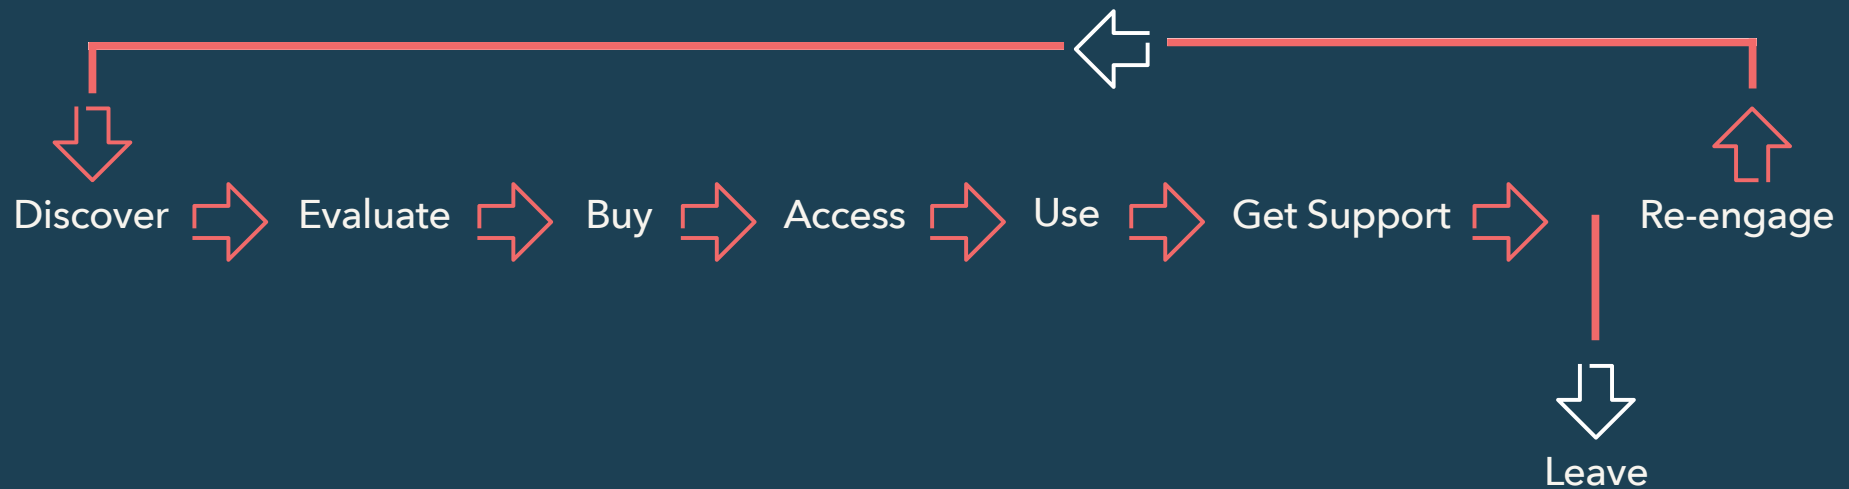 Discover
Evaluate
Buy
Access
Use
Get Support
Re-engage
Leave